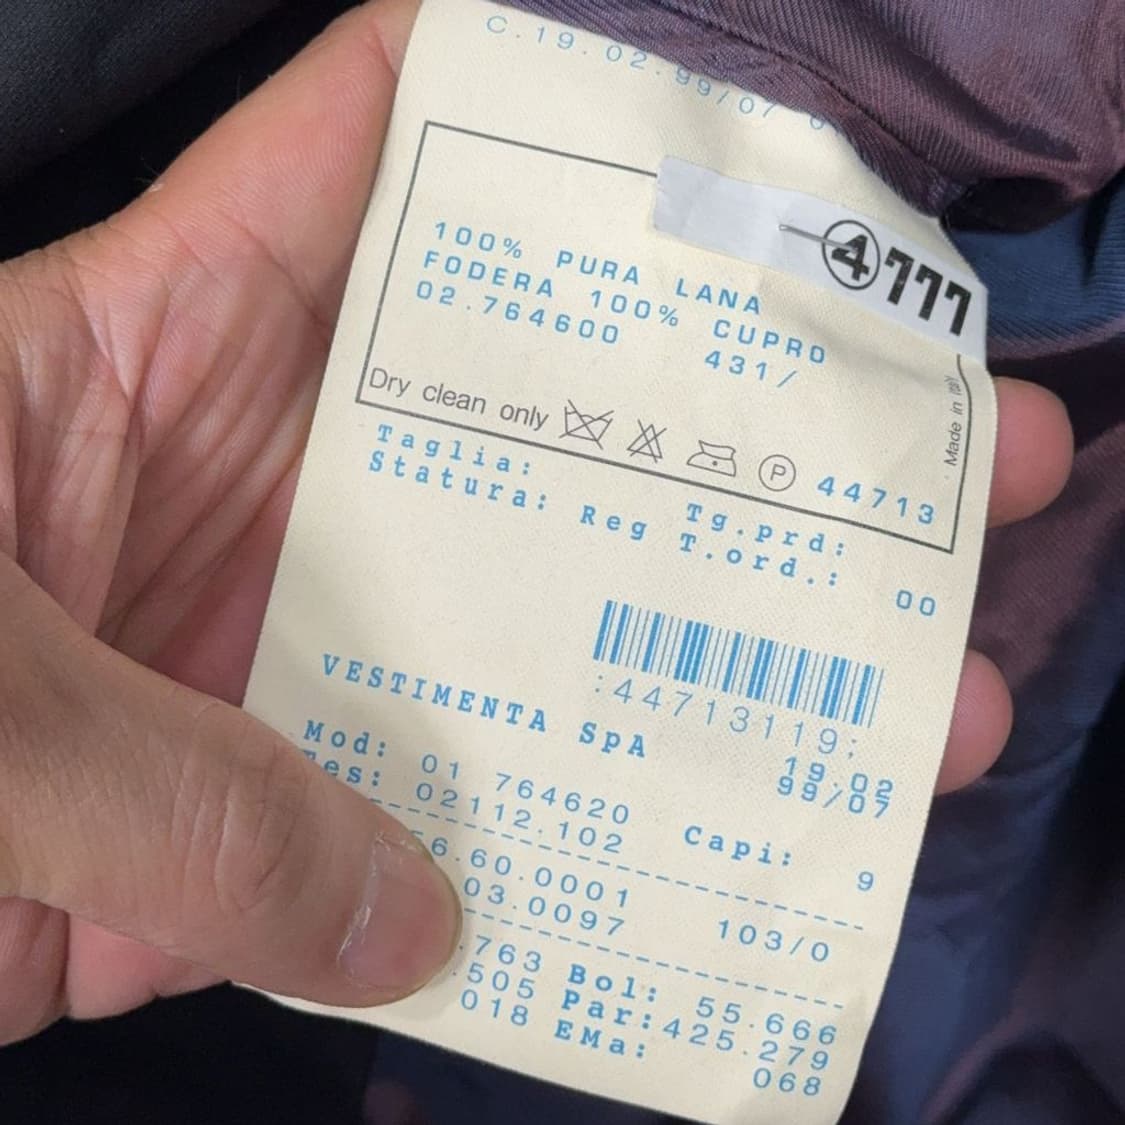 C.19.02.99/07
④777
100% PURA LANA
FODERA 100% CUPRO
02.764600 431/
Made in Italy
Dry clean only P 44713
Taglia: Tg.prd:
Statura: Reg T.ord.: 00
:44713119:
VESTIMENTA SpA 19.02
99/07
Mod: 01 764620
es: 02112.102 Capi: 9
6.60.0001
03.0097 103/0
763 Bol: 55.666
.505 Par: 425.279
018 EMa: 068